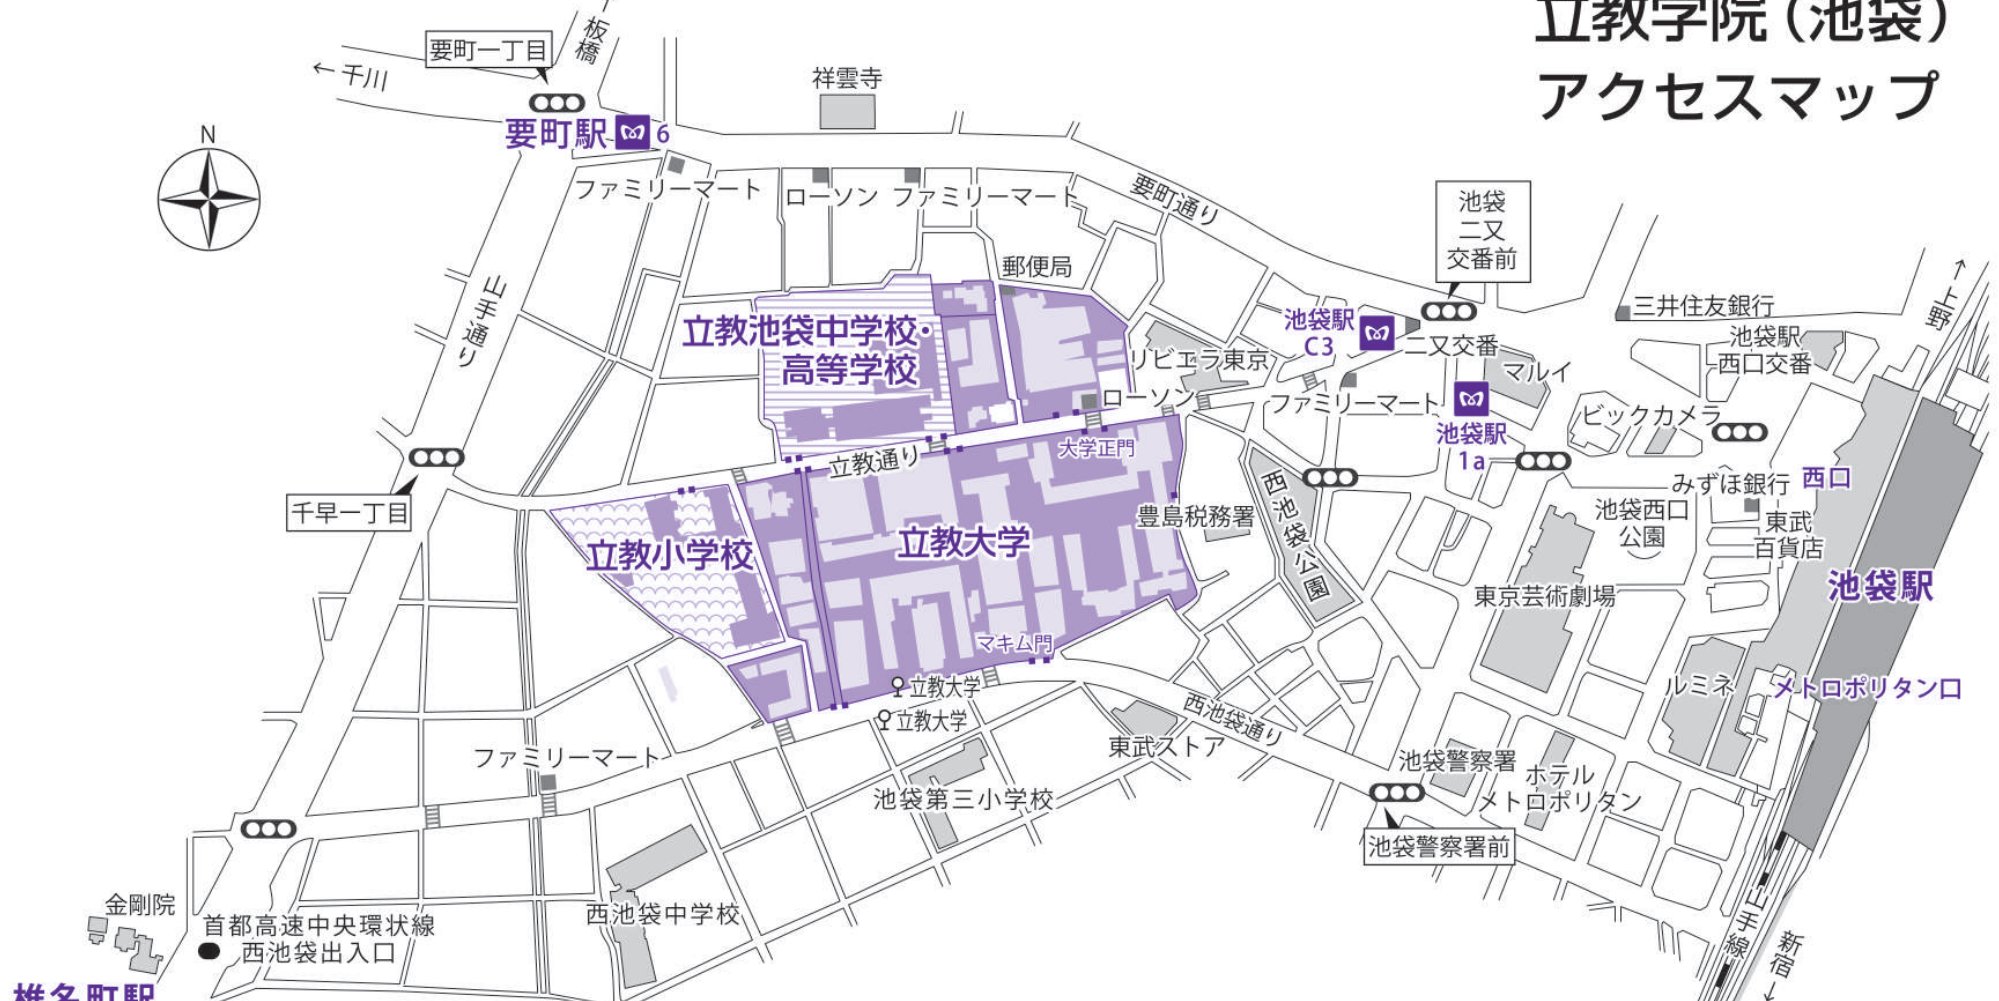 立教学院（池袋）
アクセスマップ
↑板橋
要町一丁目
←千川
祥雲寺
要町駅 6
N
ファミリーマート
ローソン
ファミリーマート
要町通り
池袋
二又
交番前
郵便局
山手通り
立教池袋中学校・
高等学校
池袋駅
C3
二又交番
三井住友銀行
↑上野
池袋駅
西口交番
リビエラ東京
マルイ
ローソン
ファミリーマート
池袋駅
1a
ビックカメラ
立教通り
大学正門
千早一丁目
西池袋公園
豊島税務署
みずほ銀行
西口
池袋西口
公園
東武
百貨店
立教小学校
立教大学
東京芸術劇場
池袋駅
マキム門
立教大学
立教大学
ルミネ
メトロポリタン口
西池袋通り
東武ストア
ファミリーマート
池袋第三小学校
池袋警察署
ホテル
メトロポリタン
池袋警察署前
西池袋中学校
金剛院
首都高速中央環状線
西池袋出入口
山手線
新宿↓
椎名町駅